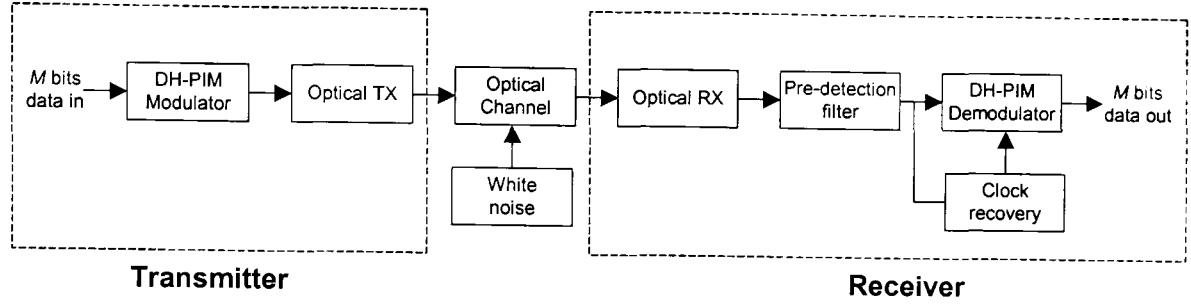 M bits
data in
DH-PIM
Modulator
Optical TX
Optical
Channel
White
noise
Optical RX
Pre-detection
filter
DH-PIM
Demodulator
Clock
recovery
M bits
data out
Transmitter
Receiver